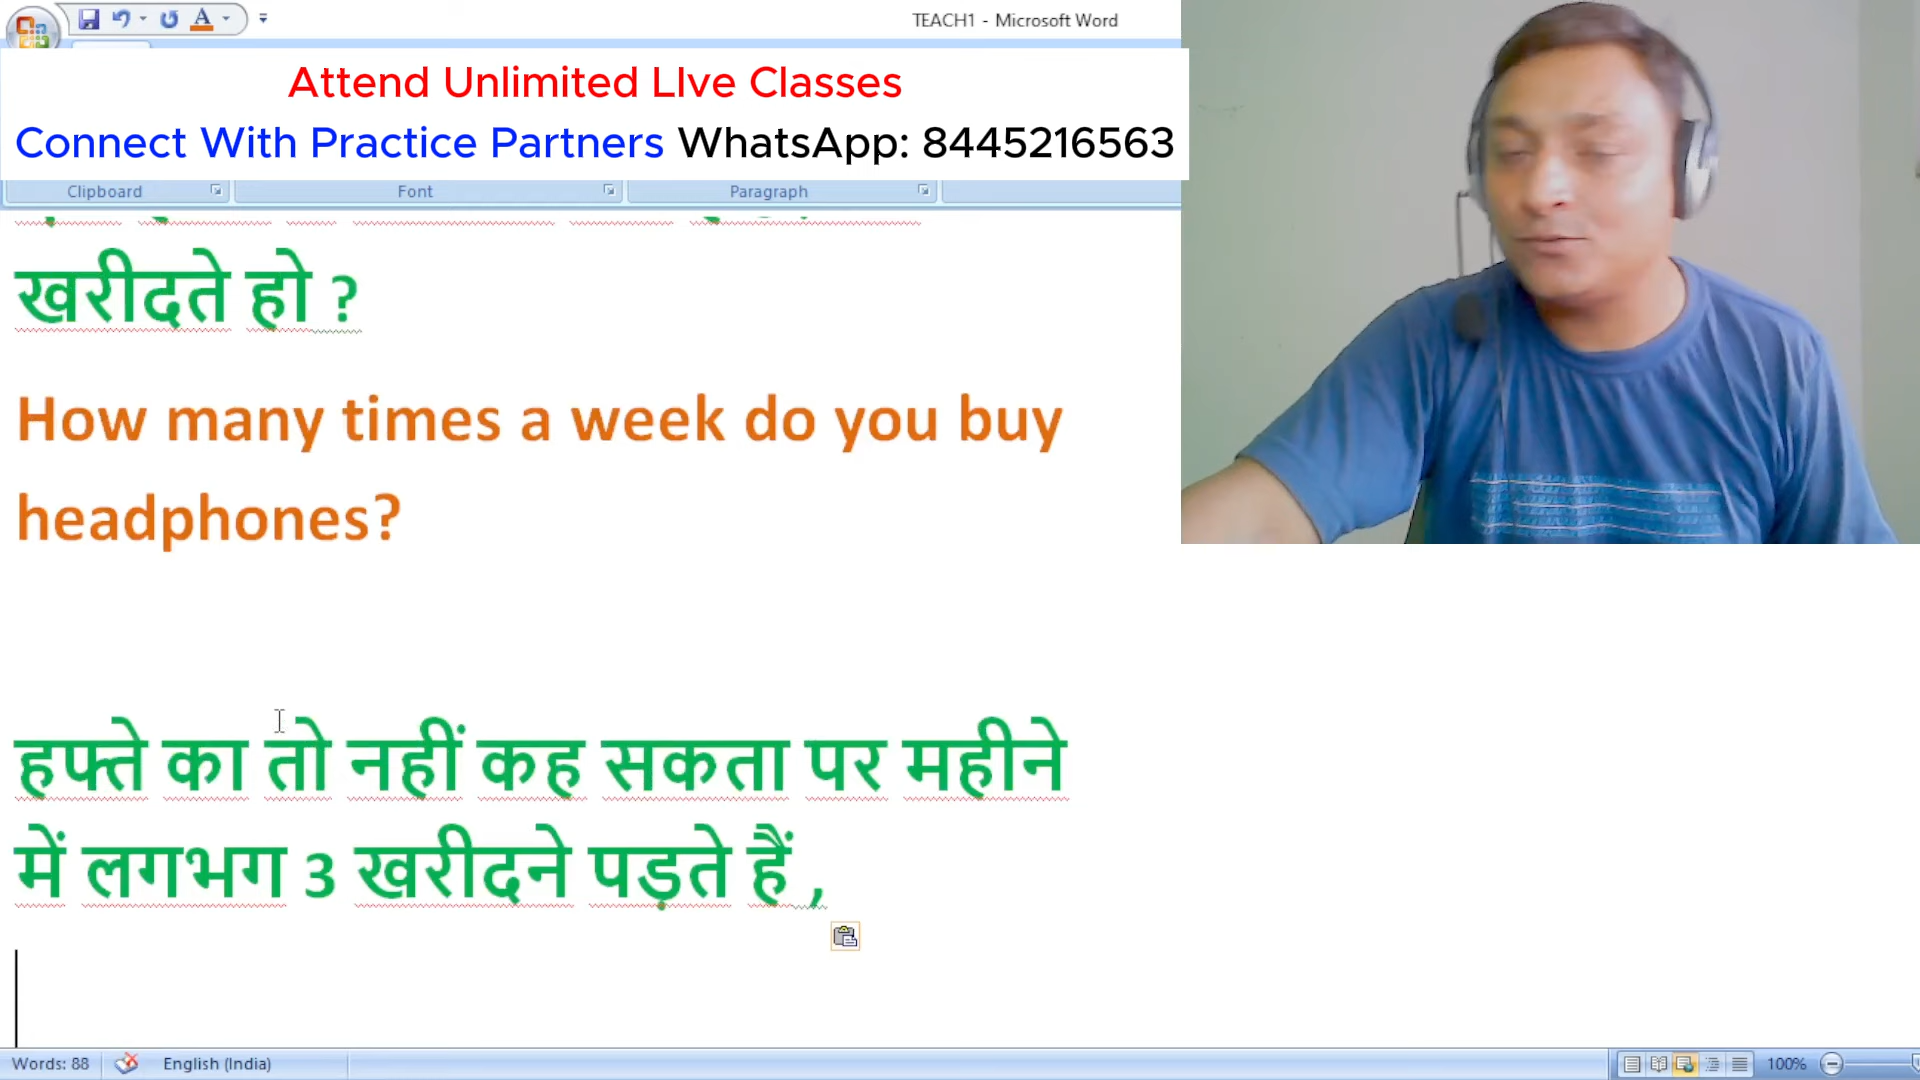 TEACH1 - Microsoft Word
Attend Unlimited LIve Classes
Connect With Practice Partners WhatsApp: 8445216563
Clipboard Font Paragraph
खरीदते हो ?
How many times a week do you buy
headphones?
हफ्ते का तो नहीं कह सकता पर महीने
में लगभग 3 खरीदने पड़ते हैं ,
Words: 88 English (India) 100%